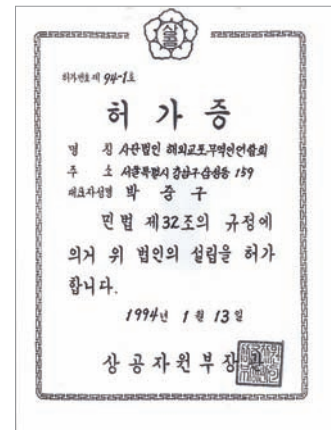 상공
허가번호 제 94-1호
허가증
명 칭 사단법인 해외교포무역인연합회
주 소 서울특별시 강남구 삼성동 159
대표자성명 박 중 구
민법 제32조의 규정에
의거 위 법인의 설립을 허가
합니다.
1994년 1월 13일
상공자원부장관